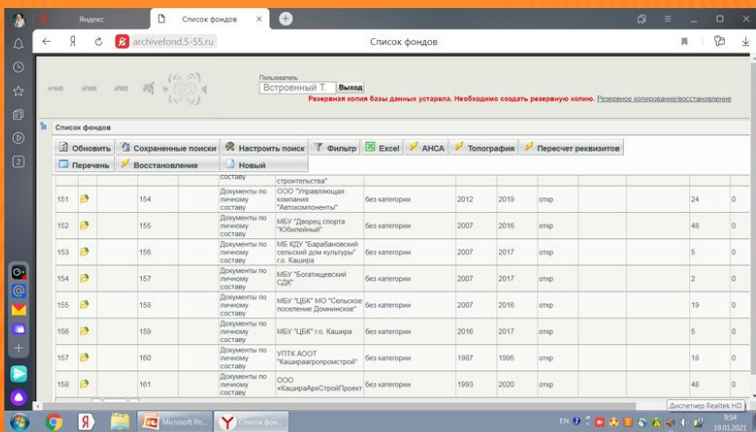 Яндекс
Список фондов
archivefond.5-55.ru Список фондов
Пользователь
Встроенный Т. Выход
Резервная копия базы данных устарела. Необходимо создать резервную копию. Резервное копирование/восстановление
Список фондов
Обновить Сохраненные поиски Настроить поиск Фильтр Excel АНСА Топография Пересчет реквизитов
Перечень Восстановление Новый
составу строительства"
151 154 Документы по личному составу ООО "Управляющая компания "Автокомпоненты" без категории 2012 2019 откр 24 0
152 155 Документы по личному составу МБУ "Дворец спорта "Юбилейный" без категории 2007 2016 откр 48 0
153 156 Документы по личному составу МБ КДУ "Барабановский сельский дом культуры" г.о. Кашира без категории 2007 2017 откр 5 0
154 157 Документы по личному составу МБУ "Богатищевский СДК" без категории 2007 2017 откр 2 0
155 158 Документы по личному составу МБУ "ЦБК" МО "Сельское поселение Домнинское" без категории 2007 2016 откр 19 0
156 159 Документы по личному составу МБУ "ЦБК" г.о. Кашира без категории 2016 2017 откр 5 0
157 160 Документы по личному составу УПТК АООТ "Кашираагропромстрой" без категории 1987 1995 откр 18 0
158 161 Документы по личному составу ООО «КашираАрхСтройПроект без категории 1993 2020 откр 48 0
Диспетчер Realtek HD
Microsoft Po...
Список фон...
EN
9:54
19.01.2021